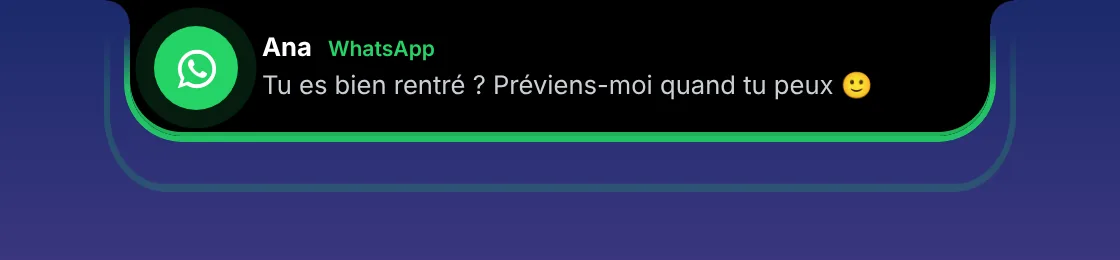 Ana WhatsApp
Tu es bien rentré ? Préviens-moi quand tu peux 🙂